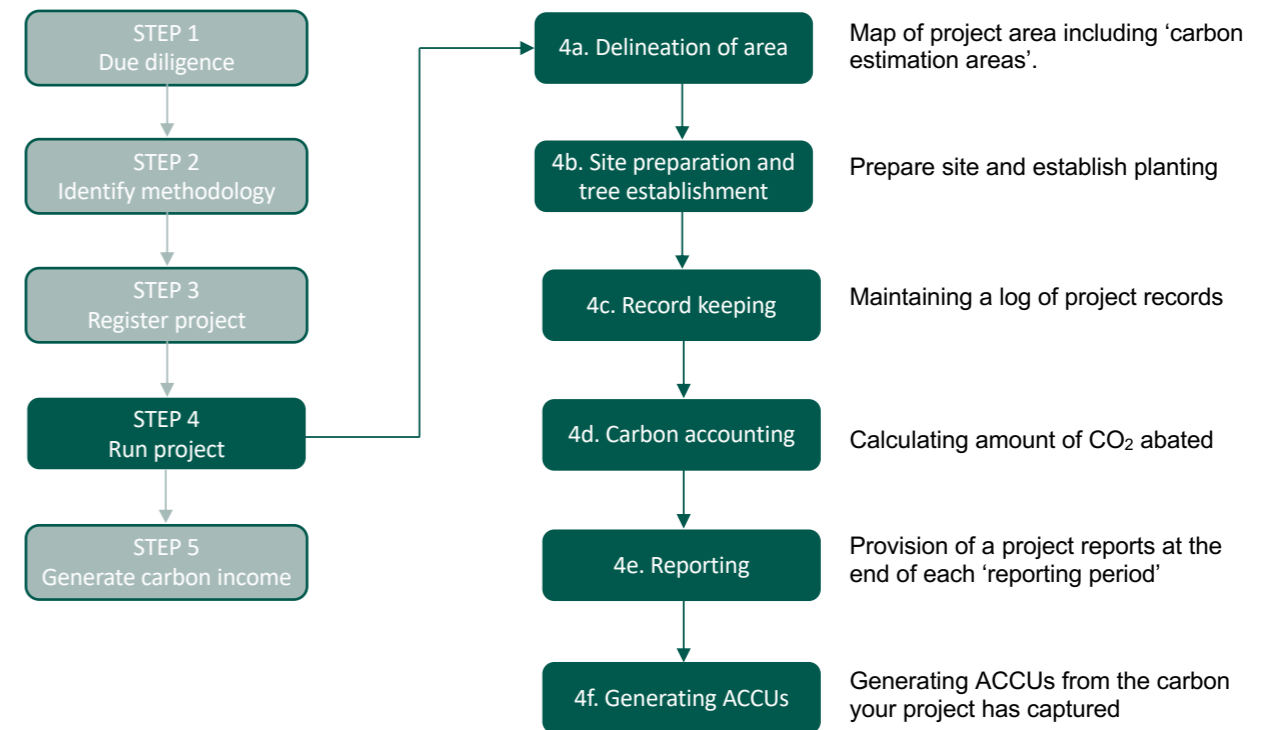 STEP 1
Due diligence
STEP 2
Identify methodology
STEP 3
Register project
STEP 4
Run project
STEP 5
Generate carbon income
4a. Delineation of area
Map of project area including ‘carbon
estimation areas’.
4b. Site preparation and
tree establishment
Prepare site and establish planting
4c. Record keeping
Maintaining a log of project records
4d. Carbon accounting
Calculating amount of CO₂ abated
4e. Reporting
Provision of a project reports at the
end of each ‘reporting period’
4f. Generating ACCUs
Generating ACCUs from the carbon
your project has captured